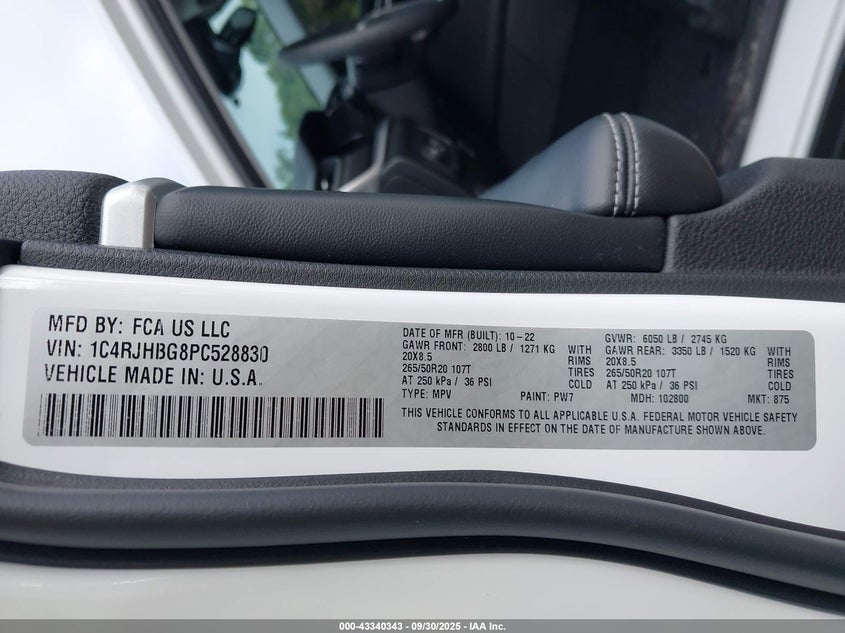 MFD BY: FCA US LLC
VIN: 1C4RJHBG8PC528830
VEHICLE MADE IN: U.S.A.
DATE OF MFR (BUILT): 10-22
GAWR FRONT: 2800 LB / 1271 KG WITH
20X8.5 RIMS
265/50R20 107T TIRES
AT 250 kPa / 36 PSI COLD
TYPE: MPV PAINT: PW7
GVWR: 6050 LB / 2745 KG
GAWR REAR: 3350 LB / 1520 KG WITH
20X8.5 RIMS
265/50R20 107T TIRES
AT 250 kPa / 36 PSI COLD
MDH: 102800 MKT: 875
THIS VEHICLE CONFORMS TO ALL APPLICABLE U.S.A. FEDERAL MOTOR VEHICLE SAFETY
STANDARDS IN EFFECT ON THE DATE OF MANUFACTURE SHOWN ABOVE.
000-43340343 - 09/30/2025 - IAA Inc.